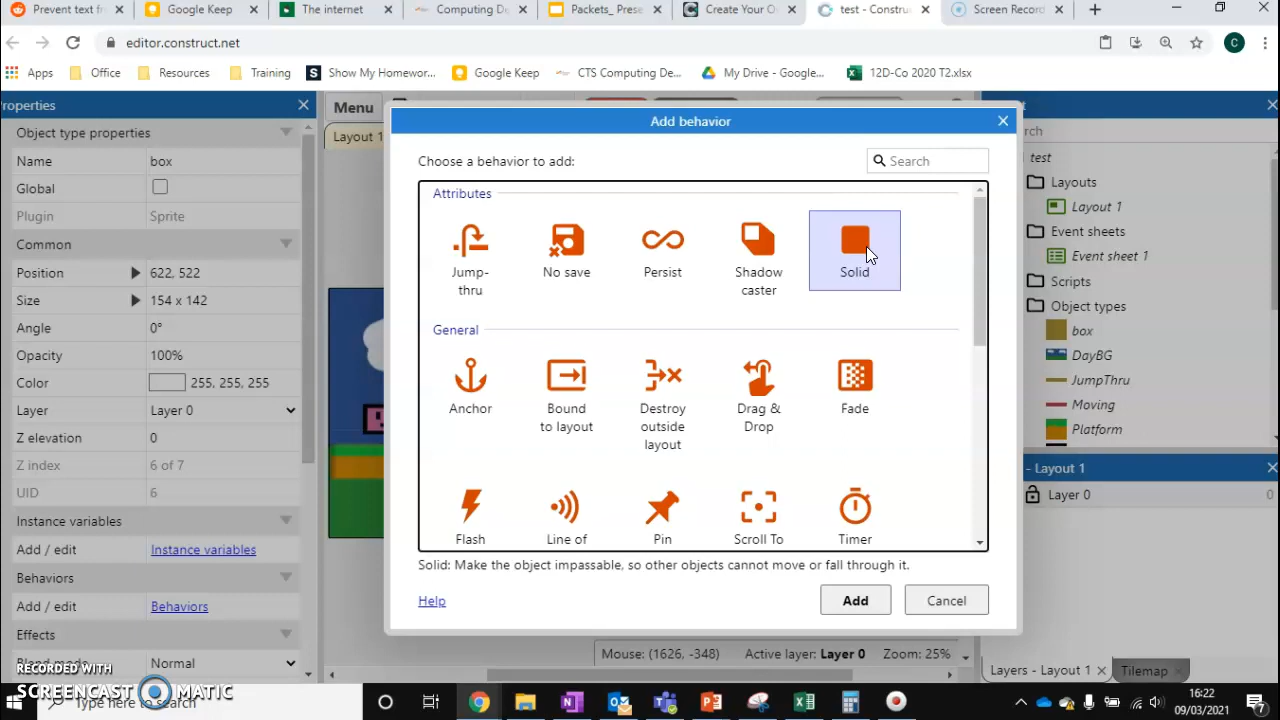 Prevent text fr
Google Keep
The internet
Computing De
Packets_ Prese
Create Your O
test - Constru
Screen Record
editor.construct.net
Apps
Office
Resources
Training
Show My Homewor...
Google Keep
CTS Computing De...
My Drive - Google...
12D-Co 2020 T2.xlsx
C
Properties
Object type properties
Name box
Global
Plugin Sprite
Common
Position 622, 522
Size 154 x 142
Angle 0°
Opacity 100%
Color 255, 255, 255
Layer Layer 0
Z elevation 0
Z index 6 of 7
UID 6
Instance variables
Add / edit Instance variables
Behaviors
Add / edit Behaviors
Effects
Normal
Menu
Layout 1
Add behavior
Choose a behavior to add:
Search
Attributes
Jump-
thru
No save
Persist
Shadow
caster
Solid
General
Anchor
Bound
to layout
Destroy
outside
layout
Drag &
Drop
Fade
Flash
Line of
Pin
Scroll To
Timer
Solid: Make the object impassable, so other objects cannot move or fall through it.
Help
Add
Cancel
Mouse: (1626, -348) Active layer: Layer 0 Zoom: 25%
test
Layouts
Layout 1
Event sheets
Event sheet 1
Scripts
Object types
box
DayBG
JumpThru
Moving
Platform
- Layout 1
Layer 0
0
Layers - Layout 1
Tilemap
RECORDED WITH
SCREENCAST MATIC
Type here to search
16:22
09/03/2021
7